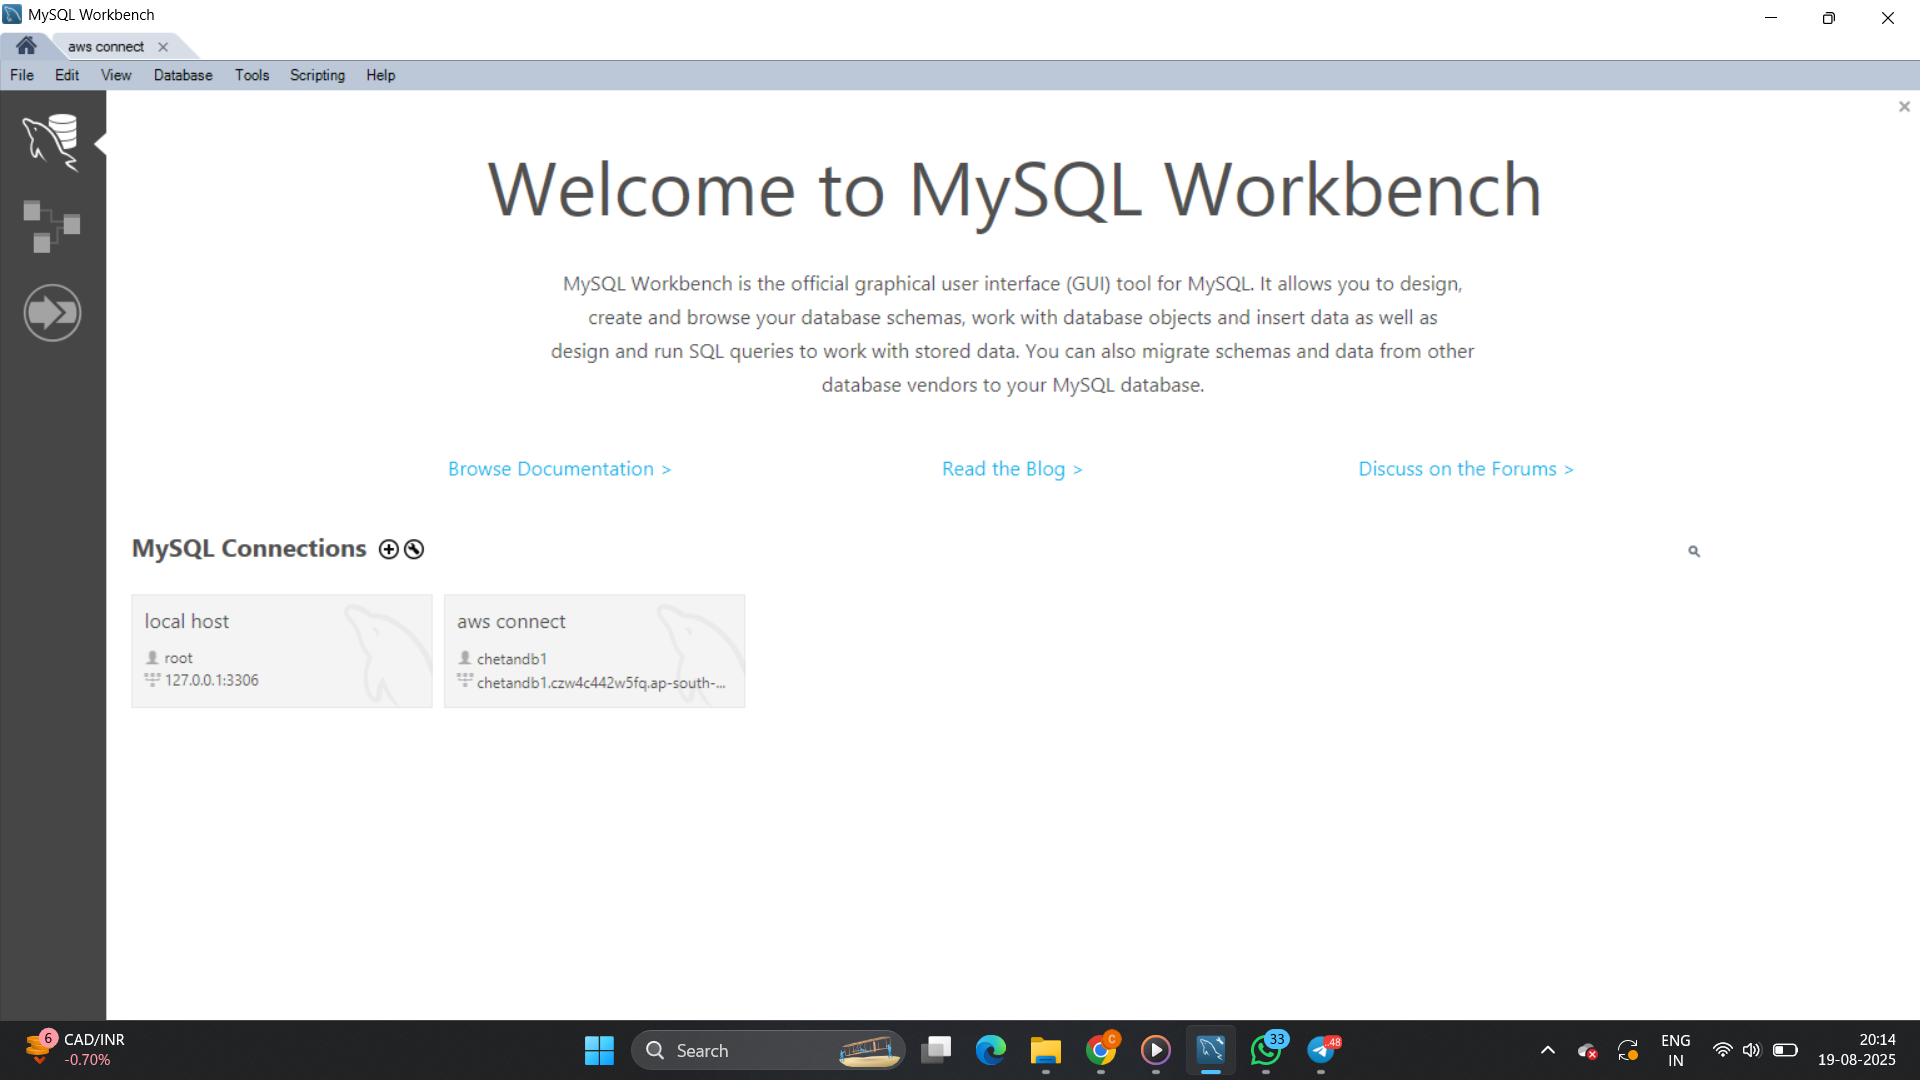 MySQL Workbench
aws connect
File Edit View Database Tools Scripting Help
Welcome to MySQL Workbench
MySQL Workbench is the official graphical user interface (GUI) tool for MySQL. It allows you to design,
create and browse your database schemas, work with database objects and insert data as well as
design and run SQL queries to work with stored data. You can also migrate schemas and data from other
database vendors to your MySQL database.
Browse Documentation > Read the Blog > Discuss on the Forums >
MySQL Connections
local host
root
127.0.0.1:3306
aws connect
chetandb1
chetandb1.czw4c442w5fq.ap-south-...
6
CAD/INR
-0.70%
Search
C
33
.48
ENG
IN
20:14
19-08-2025